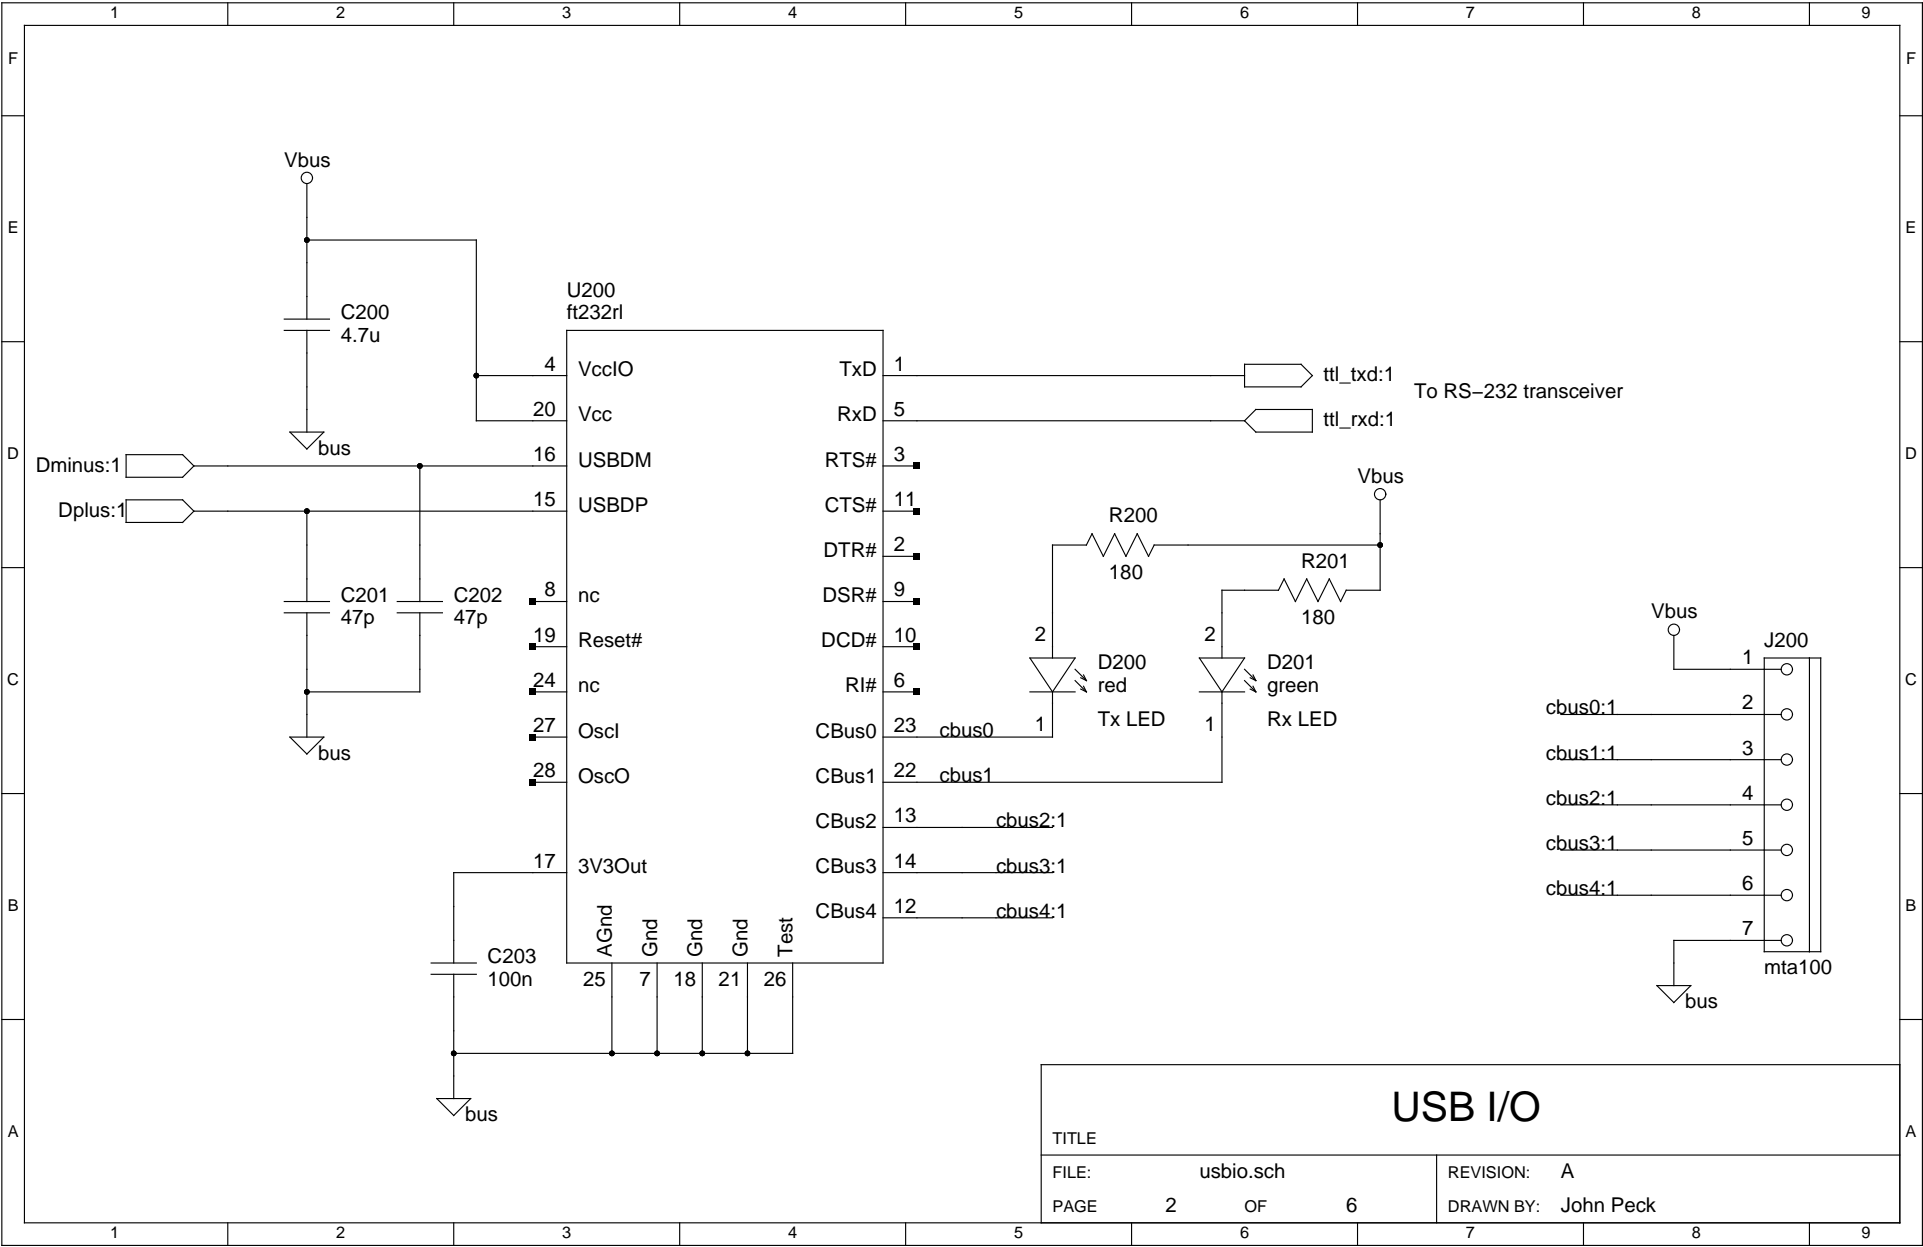 1 2 3 4 5 6 7 8 9
F F
E E
D D
C C
B B
A A
Vbus
C200
4.7u
bus
Dminus:1
Dplus:1
C201
47p
C202
47p
bus
U200
ft232rl
4 VccIO
20 Vcc
16 USBDM
15 USBDP
8 nc
19 Reset#
24 nc
27 OscI
28 OscO
17 3V3Out
C203
100n
bus
AGnd Gnd Gnd Gnd Test
25 7 18 21 26
TxD 1
RxD 5
RTS# 3
CTS# 11
DTR# 2
DSR# 9
DCD# 10
RI# 6
CBus0 23 cbus0
CBus1 22 cbus1
CBus2 13 cbus2:1
CBus3 14 cbus3:1
CBus4 12 cbus4:1
ttl_txd:1
ttl_rxd:1
To RS−232 transceiver
Vbus
R200
180
R201
180
2
D200
red
Tx LED
1
2
D201
green
Rx LED
1
Vbus
J200
1
cbus0:1 2
cbus1:1 3
cbus2:1 4
cbus3:1 5
cbus4:1 6
7
mta100
bus
USB I/O
TITLE
FILE: usbio.sch REVISION: A
PAGE 2 OF 6 DRAWN BY: John Peck
1 2 3 4 5 6 7 8 9